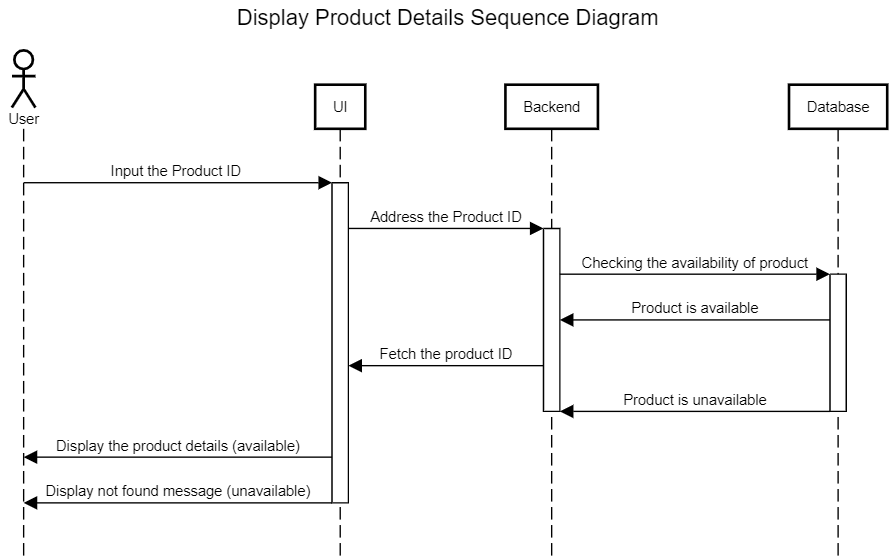 Display Product Details Sequence Diagram
User
UI
Backend
Database
Input the Product ID
Address the Product ID
Checking the availability of product
Product is available
Fetch the product ID
Product is unavailable
Display the product details (available)
Display not found message (unavailable)